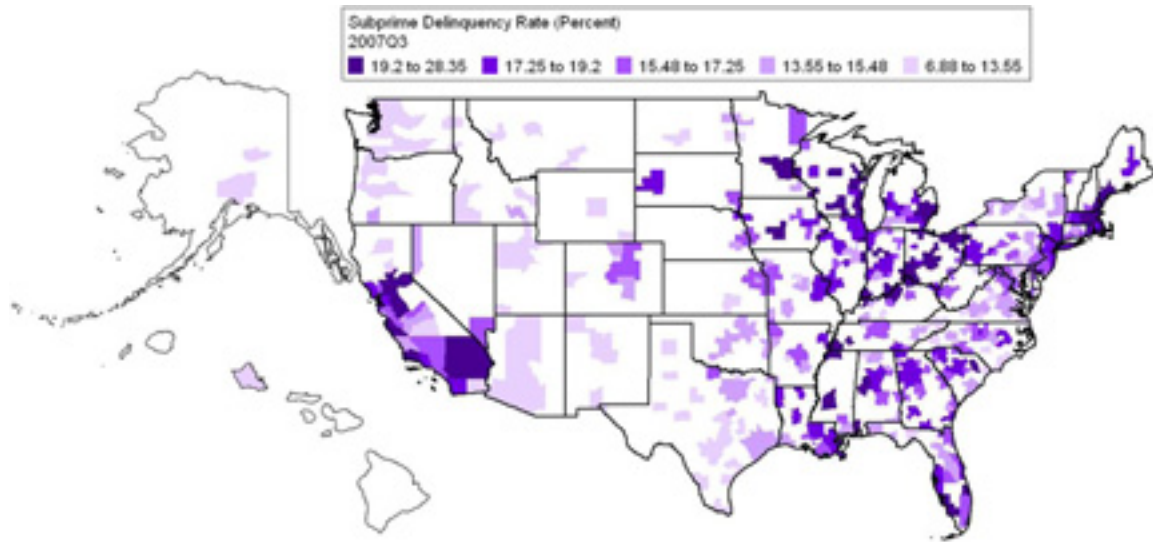 Subprime Delinquency Rate (Percent)
2007Q3
19.2 to 28.35 17.25 to 19.2 15.48 to 17.25 13.55 to 15.48 6.88 to 13.55